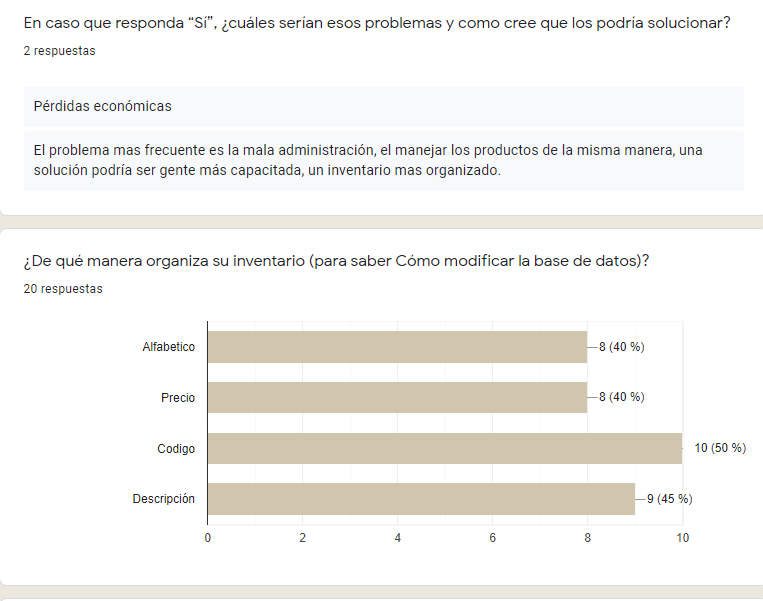 En caso que responda “Sí”, ¿cuáles serían esos problemas y como cree que los podría solucionar?
2 respuestas
Pérdidas económicas
El problema mas frecuente es la mala administración, el manejar los productos de la misma manera, una
solución podría ser gente más capacitada, un inventario mas organizado.
¿De qué manera organiza su inventario (para saber Cómo modificar la base de datos)?
20 respuestas
Alfabetico
8 (40 %)
Precio
8 (40 %)
Codigo
10 (50 %)
Descripción
9 (45 %)
0 2 4 6 8 10